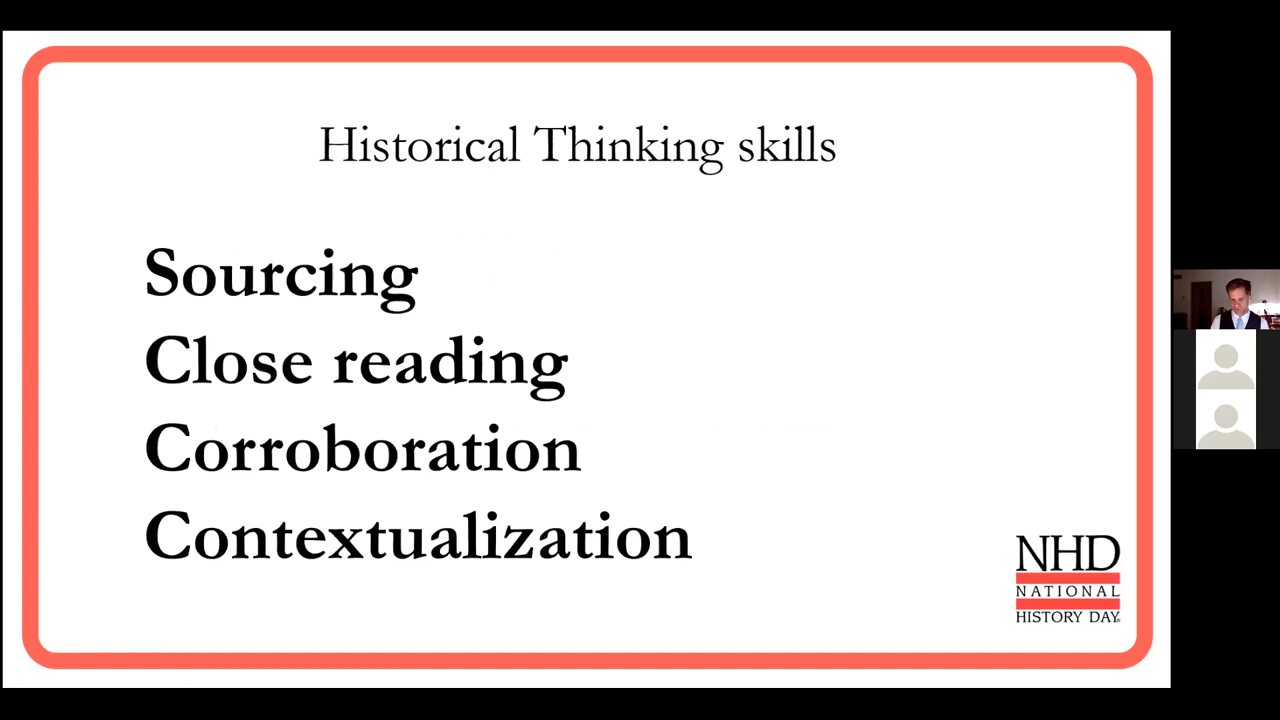 Historical Thinking skills
Sourcing
Close reading
Corroboration
Contextualization
NHD
NATIONAL
HISTORY DAY®